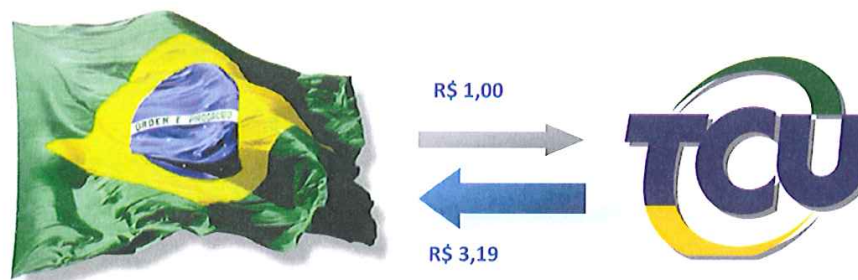 ORDEM E PROGRESSO
R$ 1,00
TCU
R$ 3,19